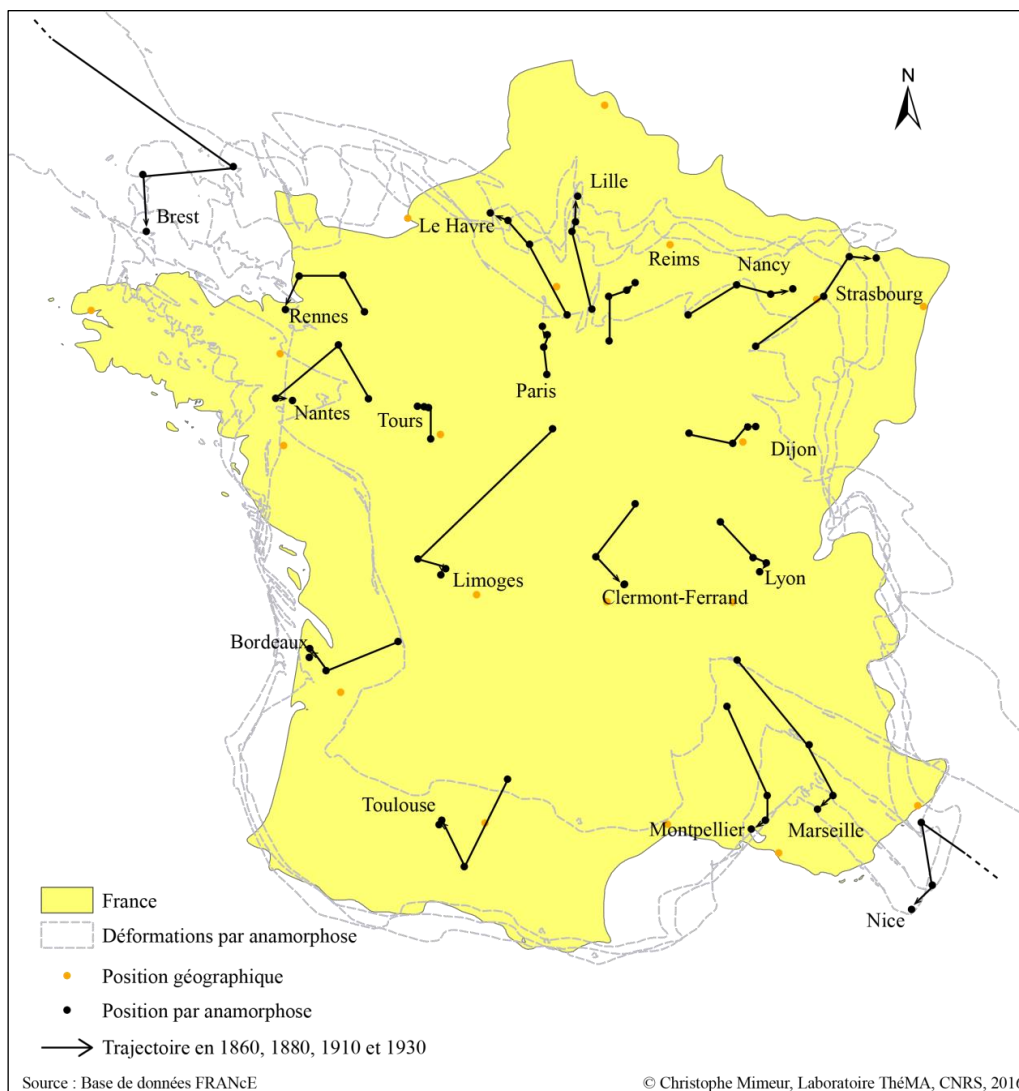 N
Lille
Brest
Le Havre
Reims
Nancy
Strasbourg
Rennes
Paris
Nantes
Tours
Dijon
Limoges
Lyon
Clermont-Ferrand
Bordeaux
Toulouse
Montpellier
Marseille
Nice
France
Déformations par anamorphose
Position géographique
Position par anamorphose
Trajectoire en 1860, 1880, 1910 et 1930
Source : Base de données FRANcE
© Christophe Mimeur, Laboratoire ThéMA, CNRS, 2016